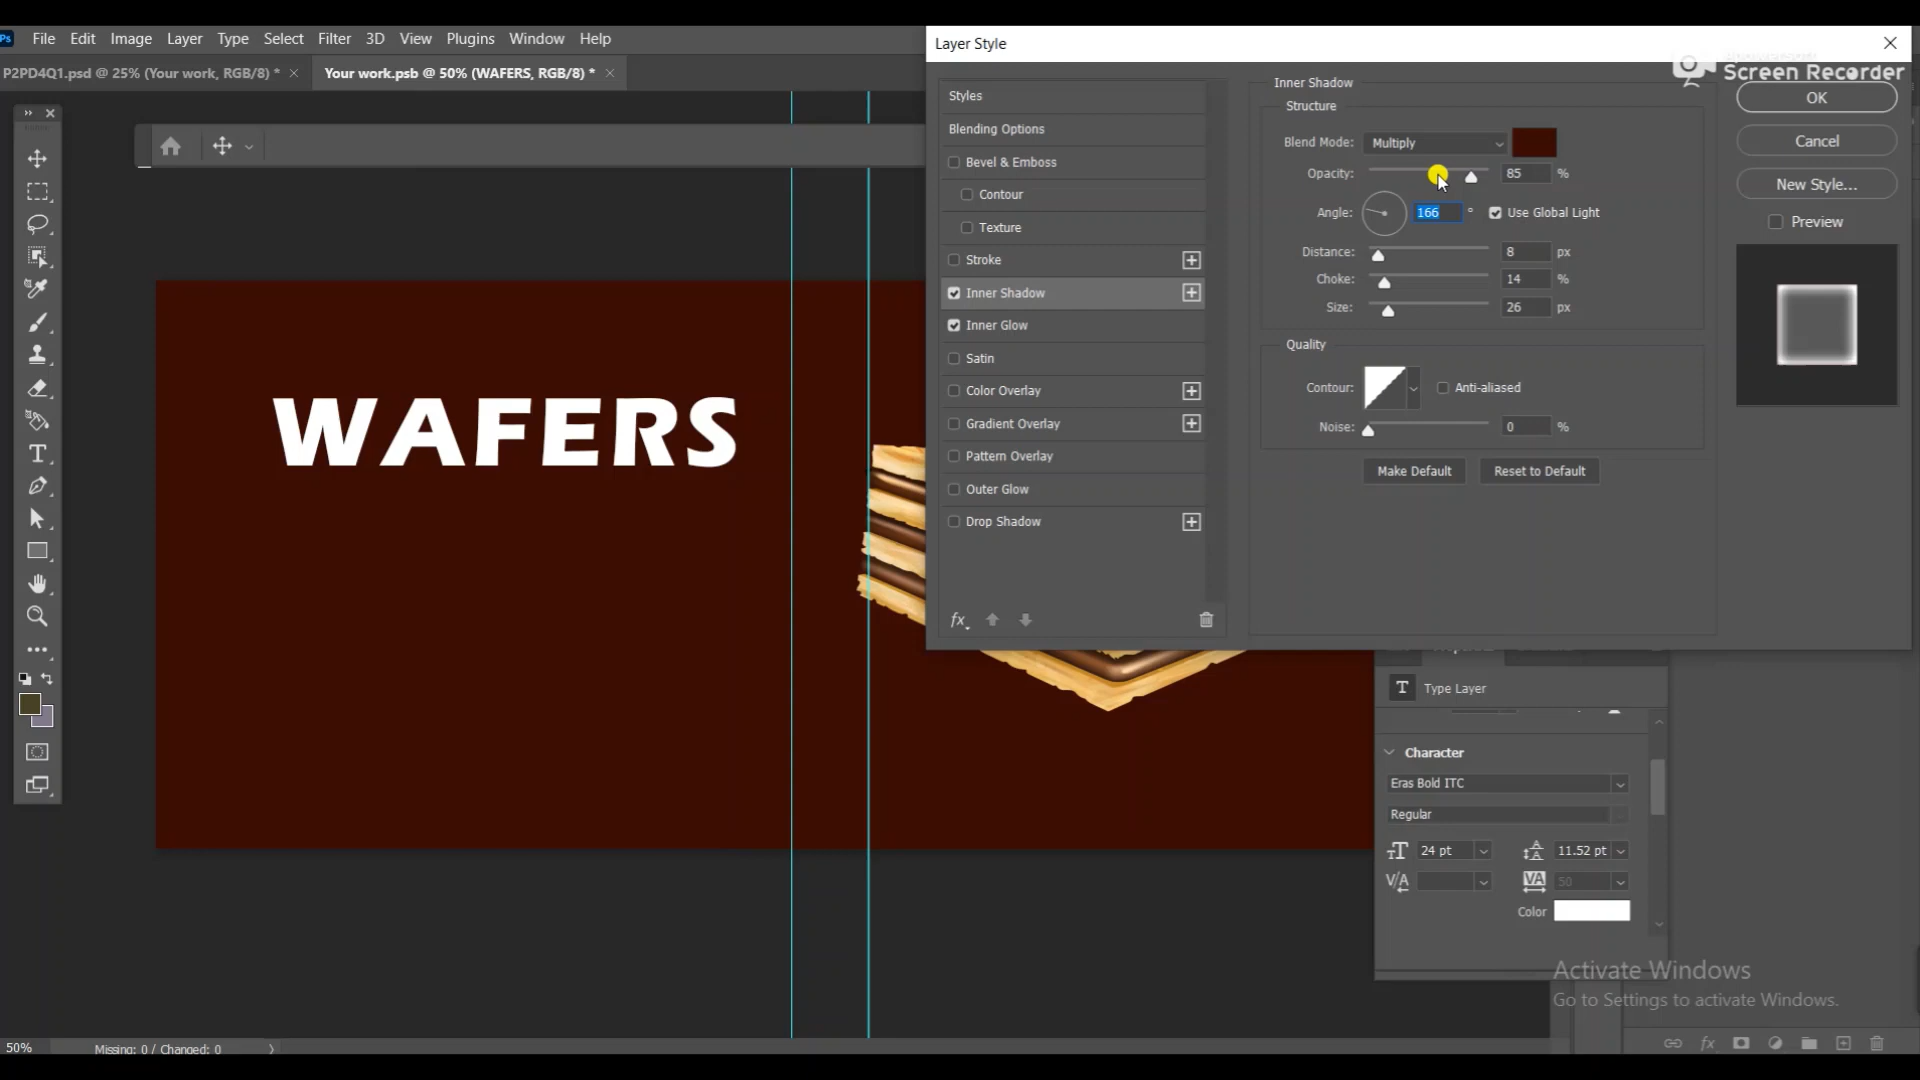 Ps File Edit Image Layer Type Select Filter 3D View Plugins Window Help
P2PD4Q1.psd @ 25% (Your work, RGB/8) * × Your work.psb @ 50% (WAFERS, RGB/8) * ×
Layer Style
Screen Recorder
Styles
Blending Options
Bevel & Emboss
Contour
Texture
Stroke
Inner Shadow
Inner Glow
Satin
Color Overlay
Gradient Overlay
Pattern Overlay
Outer Glow
Drop Shadow
fx
Inner Shadow
Structure
Blend Mode: Multiply
Opacity: 85 %
Angle: 166 ° Use Global Light
Distance: 8 px
Choke: 14 %
Size: 26 px
Quality
Contour: Anti-aliased
Noise: 0 %
Make Default Reset to Default
OK
Cancel
New Style...
Preview
WAFERS
T Type Layer
Character
Eras Bold ITC
Regular
24 pt 11.52 pt
V/A VA 50
Color
Activate Windows
Go to Settings to activate Windows.
50% Missing: 0 / Changed: 0
fx